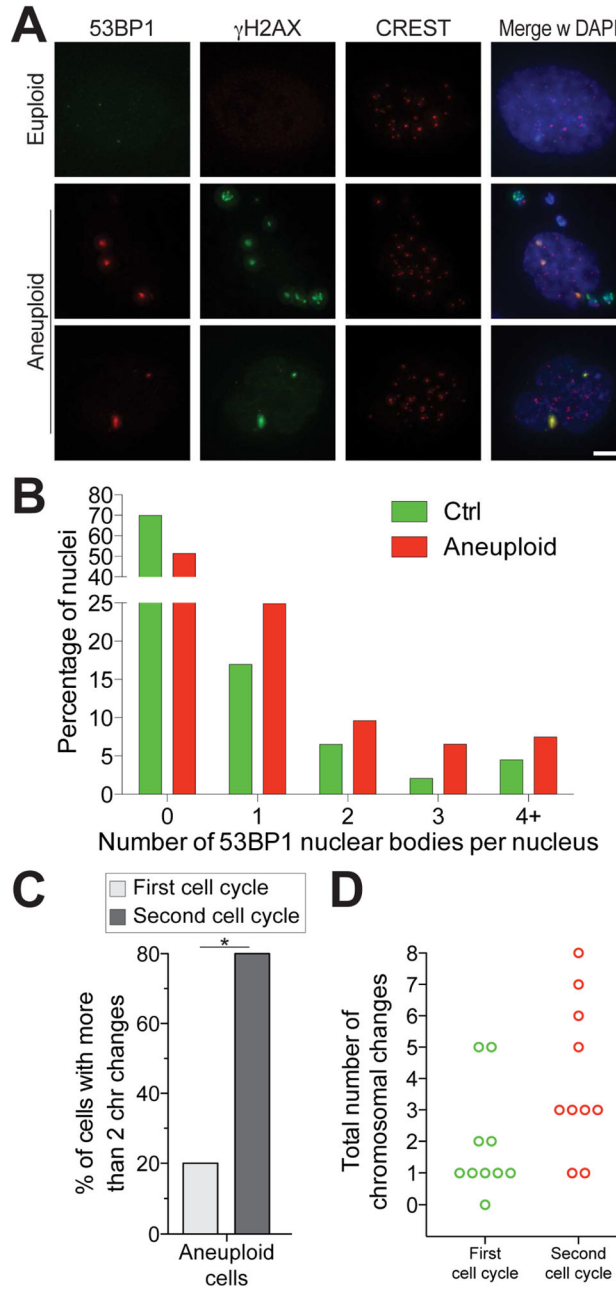 A
53BP1 γH2AX CREST Merge w DAPI
Euploid
Aneuploid
B
Percentage of nuclei
80
70
60
50
40
25
20
15
10
5
0
Ctrl
Aneuploid
0 1 2 3 4+
Number of 53BP1 nuclear bodies per nucleus
C
First cell cycle
Second cell cycle
% of cells with more
than 2 chr changes
80
60
40
20
0
*
Aneuploid
cells
D
Total number of
chromosomal changes
8
7
6
5
4
3
2
1
0
First
cell cycle
Second
cell cycle